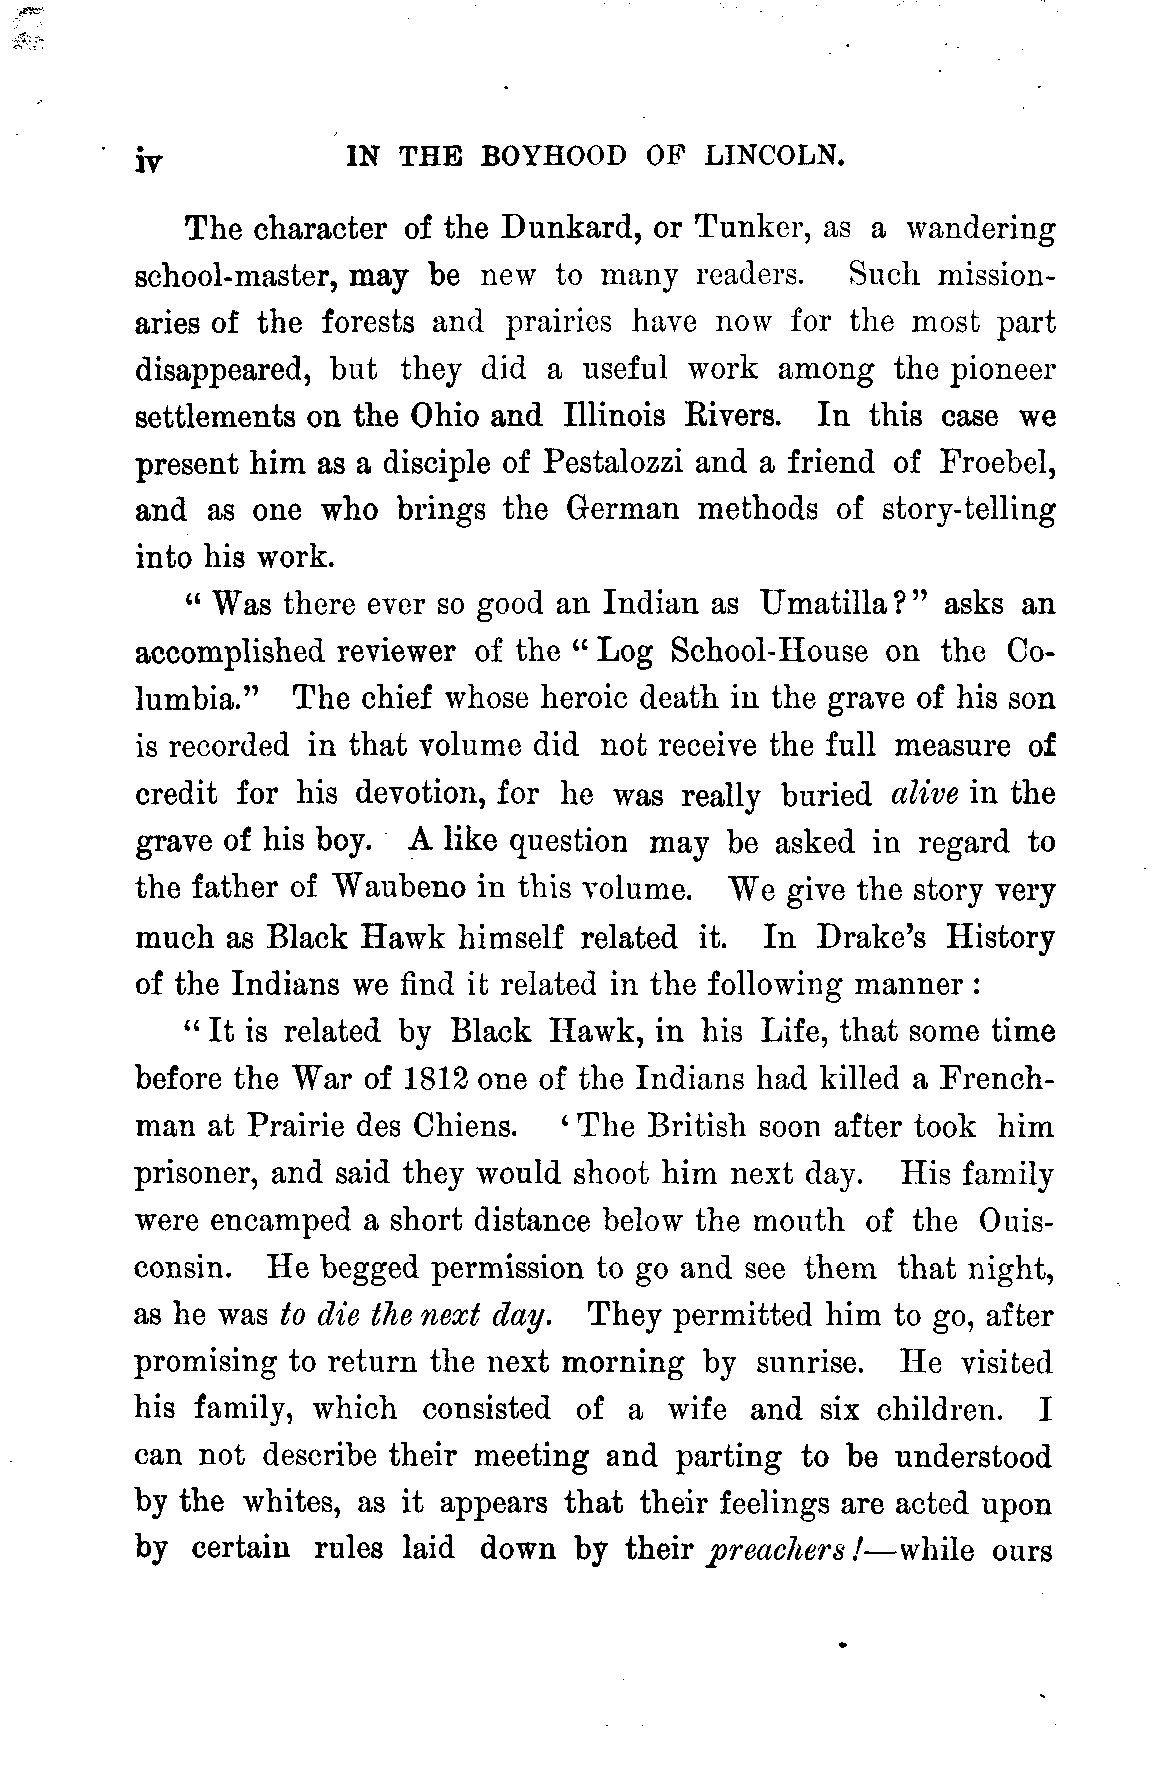 iv IN THE BOYHOOD OF LINCOLN.
The character of the Dunkard, or Tunker, as a wandering
school-master, may be new to many readers. Such mission-
aries of the forests and prairies have now for the most part
disappeared, but they did a useful work among the pioneer
settlements on the Ohio and Illinois Rivers. In this case we
present him as a disciple of Pestalozzi and a friend of Froebel,
and as one who brings the German methods of story-telling
into his work.
“Was there ever so good an Indian as Umatilla?” asks an
accomplished reviewer of the “Log School-House on the Co-
lumbia.” The chief whose heroic death in the grave of his son
is recorded in that volume did not receive the full measure of
credit for his devotion, for he was really buried alive in the
grave of his boy. A like question may be asked in regard to
the father of Waubeno in this volume. We give the story very
much as Black Hawk himself related it. In Drake’s History
of the Indians we find it related in the following manner :
“It is related by Black Hawk, in his Life, that some time
before the War of 1812 one of the Indians had killed a French-
man at Prairie des Chiens. ‘The British soon after took him
prisoner, and said they would shoot him next day. His family
were encamped a short distance below the mouth of the Ouis-
consin. He begged permission to go and see them that night,
as he was to die the next day. They permitted him to go, after
promising to return the next morning by sunrise. He visited
his family, which consisted of a wife and six children. I
can not describe their meeting and parting to be understood
by the whites, as it appears that their feelings are acted upon
by certain rules laid down by their preachers!—while ours